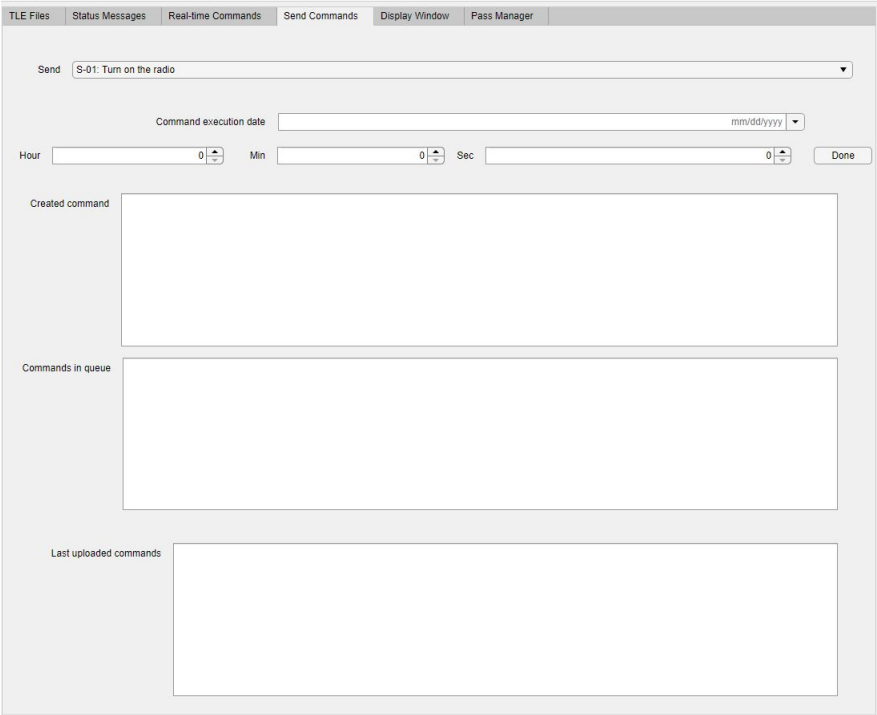 TLE Files Status Messages Real-time Commands Send Commands Display Window Pass Manager
Send S-01: Turn on the radio
Command execution date mm/dd/yyyy
Hour 0 Min 0 Sec 0 Done
Created command
Commands in queue
Last uploaded commands